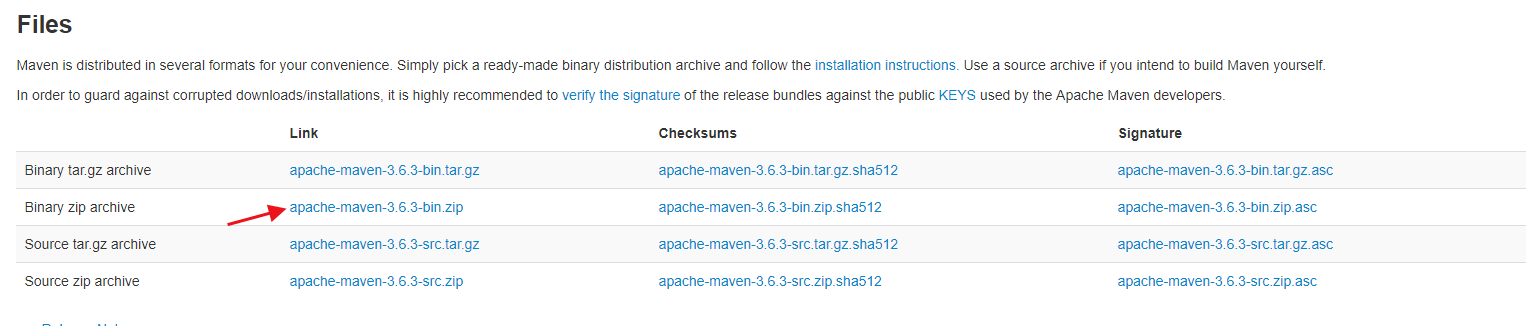 Files
Maven is distributed in several formats for your convenience. Simply pick a ready-made binary distribution archive and follow the installation instructions. Use a source archive if you intend to build Maven yourself.
In order to guard against corrupted downloads/installations, it is highly recommended to verify the signature of the release bundles against the public KEYS used by the Apache Maven developers.
Link Checksums Signature
Binary tar.gz archive apache-maven-3.6.3-bin.tar.gz apache-maven-3.6.3-bin.tar.gz.sha512 apache-maven-3.6.3-bin.tar.gz.asc
Binary zip archive apache-maven-3.6.3-bin.zip apache-maven-3.6.3-bin.zip.sha512 apache-maven-3.6.3-bin.zip.asc
Source tar.gz archive apache-maven-3.6.3-src.tar.gz apache-maven-3.6.3-src.tar.gz.sha512 apache-maven-3.6.3-src.tar.gz.asc
Source zip archive apache-maven-3.6.3-src.zip apache-maven-3.6.3-src.zip.sha512 apache-maven-3.6.3-src.zip.asc